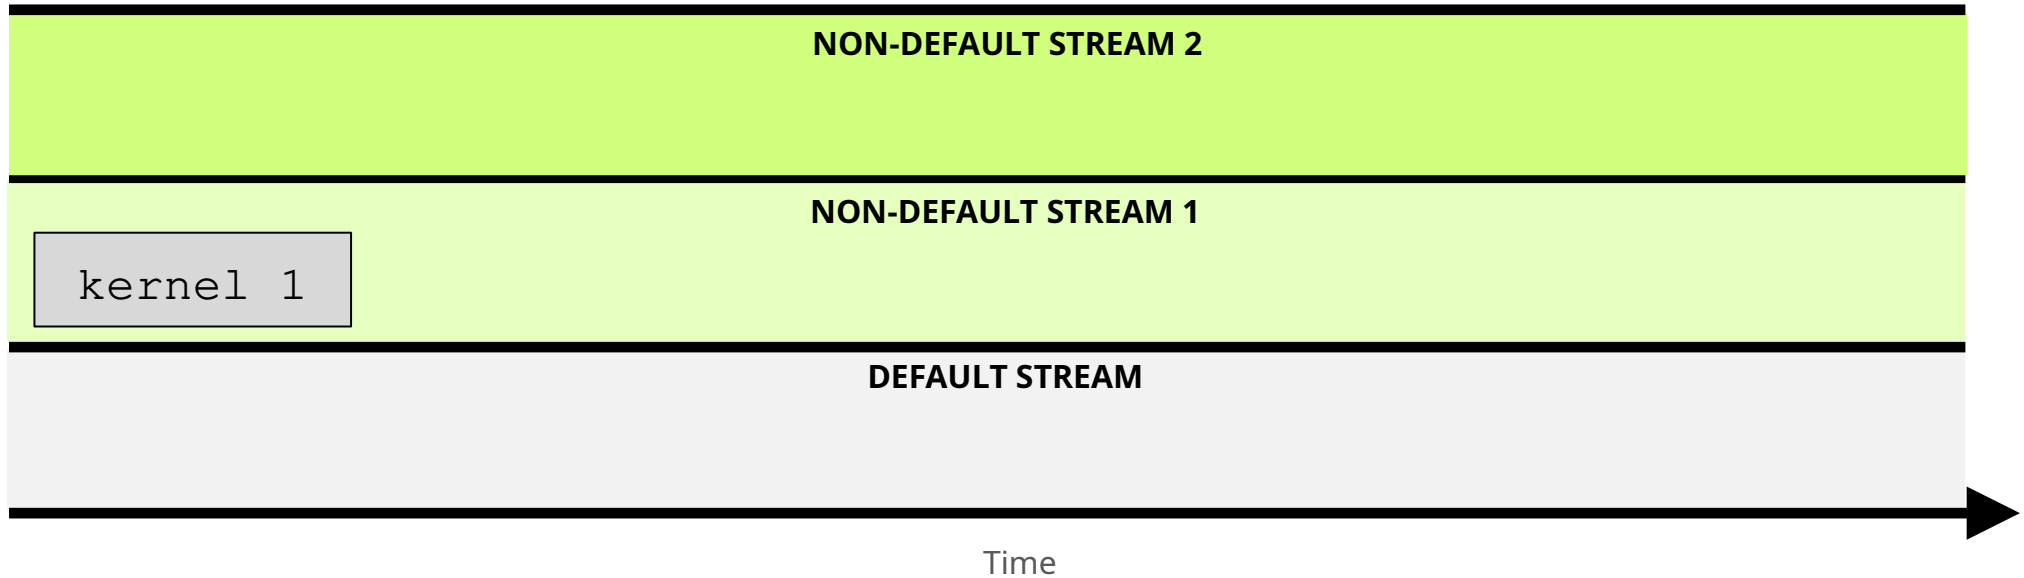 NON-DEFAULT STREAM 2
NON-DEFAULT STREAM 1
kernel 1
DEFAULT STREAM
Time